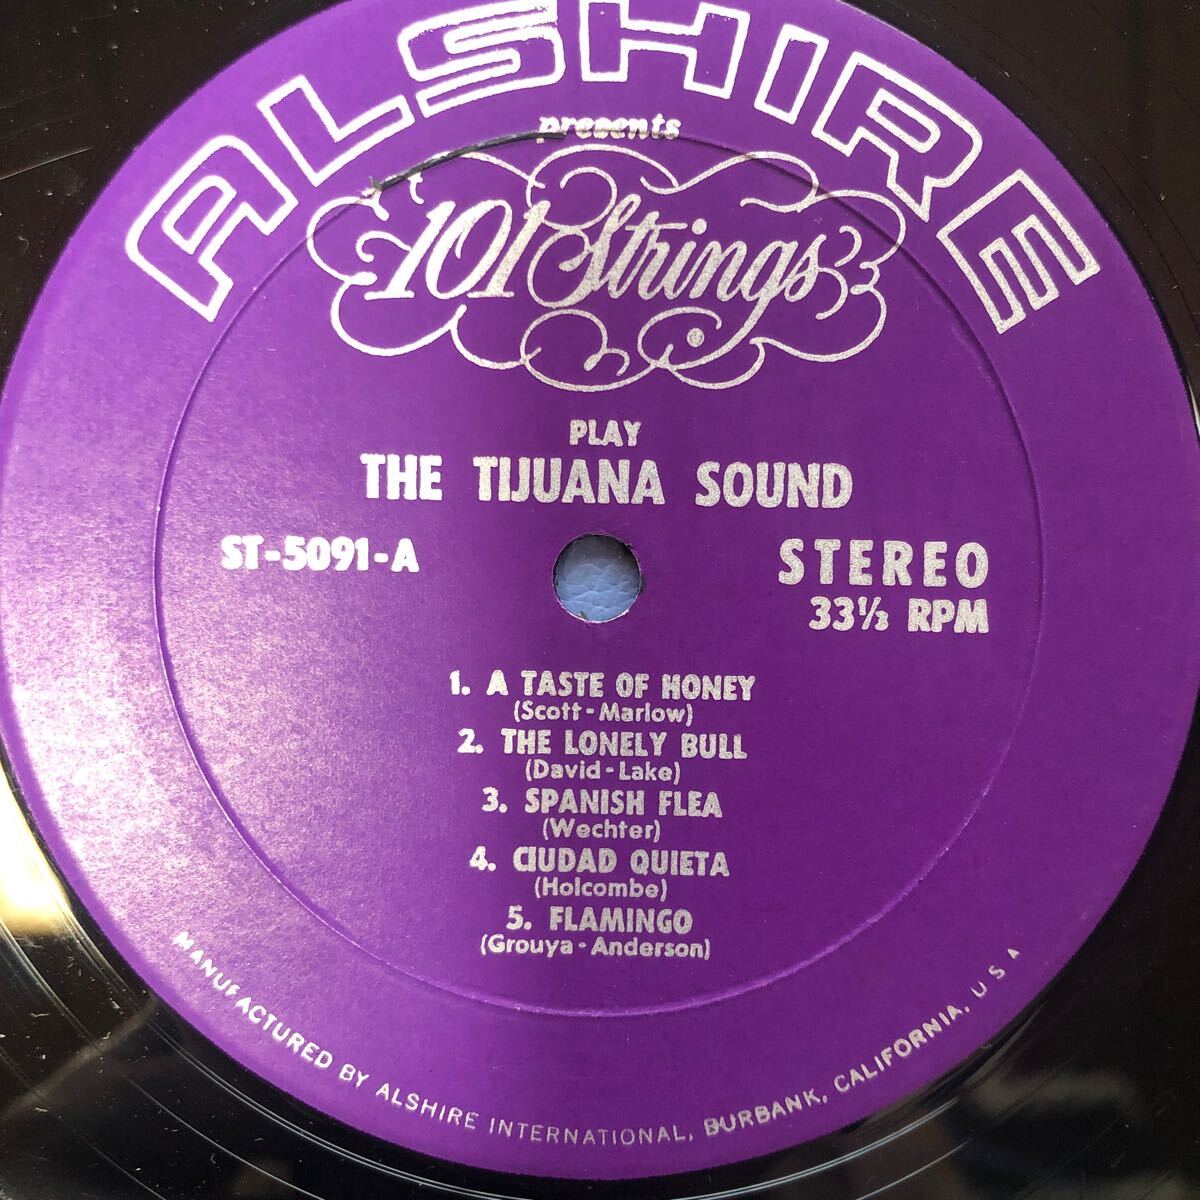 ALSHIRE
presents
101 Strings
PLAY
THE TIJUANA SOUND
ST-5091-A
STEREO
33⅓ RPM
1. A TASTE OF HONEY
(Scott-Marlow)
2. THE LONELY BULL
(David-Lake)
3. SPANISH FLEA
(Wechter)
4. CIUDAD QUIETA
(Holcombe)
5. FLAMINGO
(Grouya-Anderson)
MANUFACTURED BY ALSHIRE INTERNATIONAL, BURBANK, CALIFORNIA, U S A